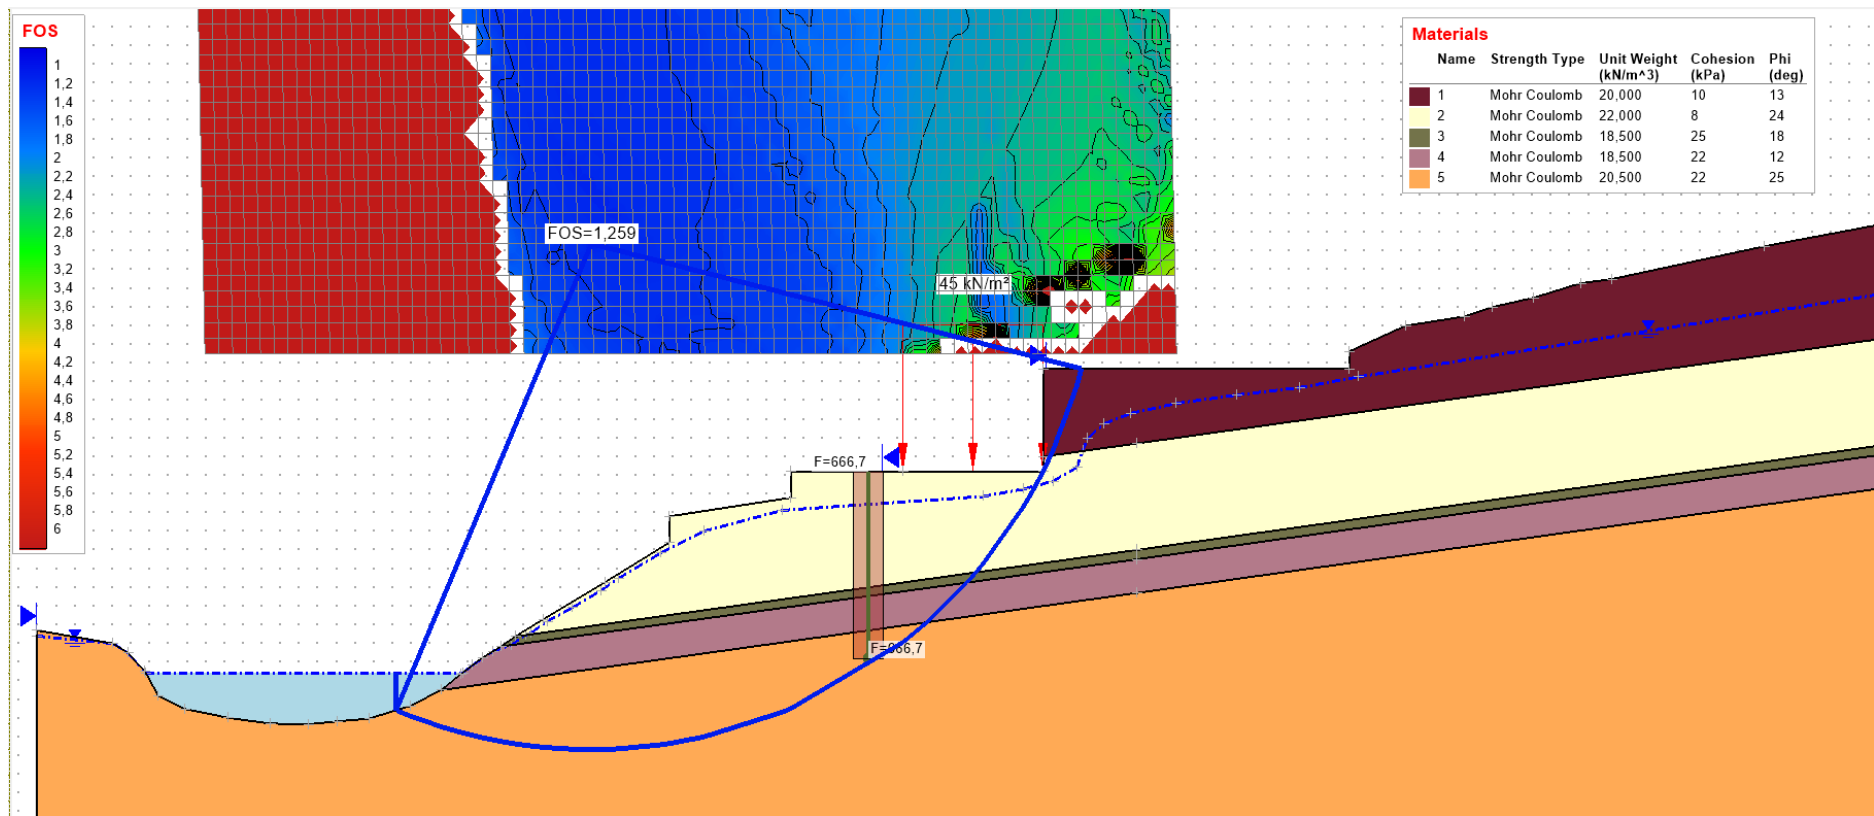 FOS
1
1,2
1,4
1,6
1,8
2
2,2
2,4
2,6
2,8
3
3,2
3,4
3,6
3,8
4
4,2
4,4
4,6
4,8
5
5,2
5,4
5,6
5,8
6
FOS=1,259
45 kN/m²
F=666,7
F=666,7
Materials
Name Strength Type Unit Weight (kN/m^3) Cohesion (kPa) Phi (deg)
1 Mohr Coulomb 20,000 10 13
2 Mohr Coulomb 22,000 8 24
3 Mohr Coulomb 18,500 25 18
4 Mohr Coulomb 18,500 22 12
5 Mohr Coulomb 20,500 22 25